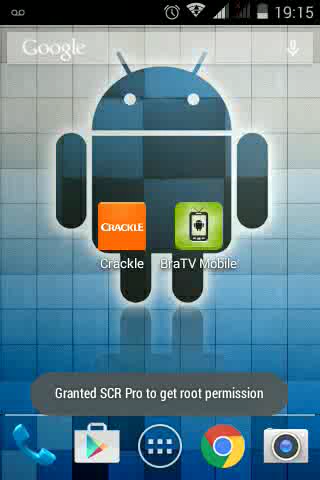 19:15
Google
CRACKLE
Crackle
BraTV Mobile
Granted SCR Pro to get root permission